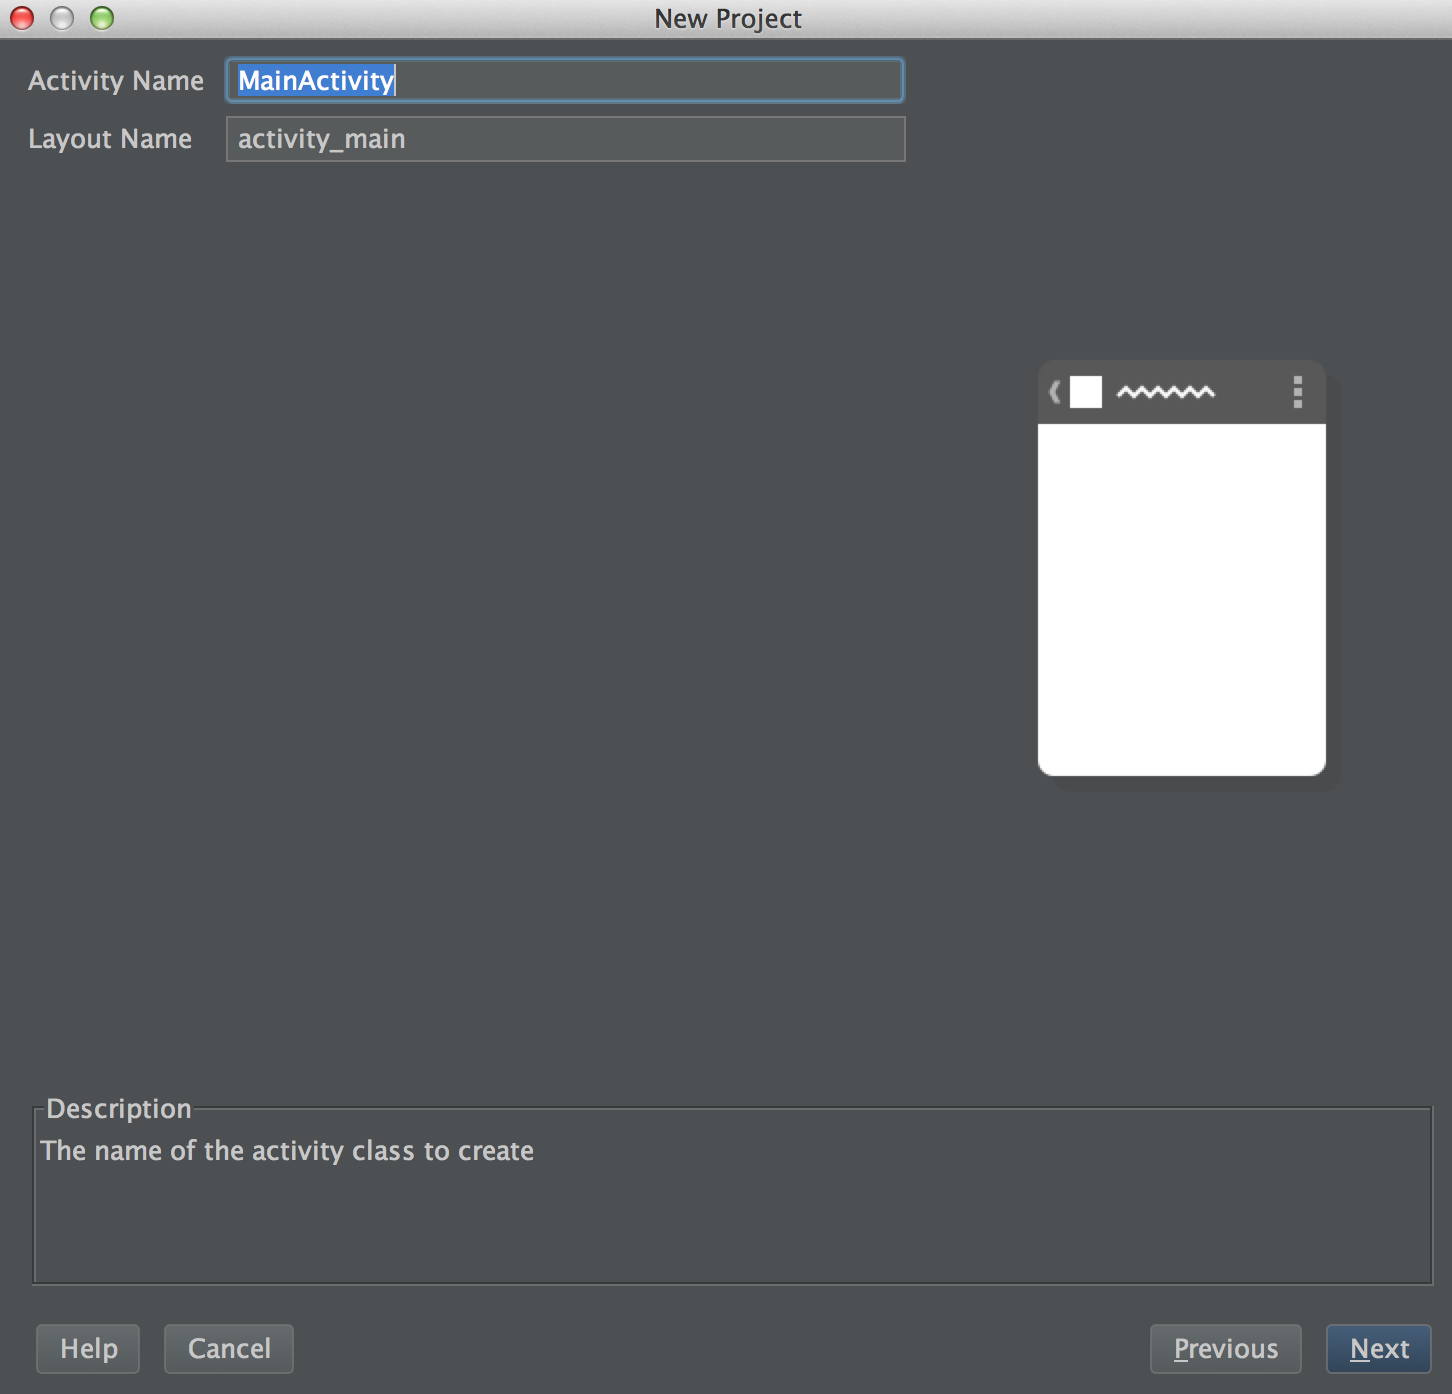 New Project
Activity Name MainActivity
Layout Name activity_main
Description
The name of the activity class to create
Help Cancel Previous Next